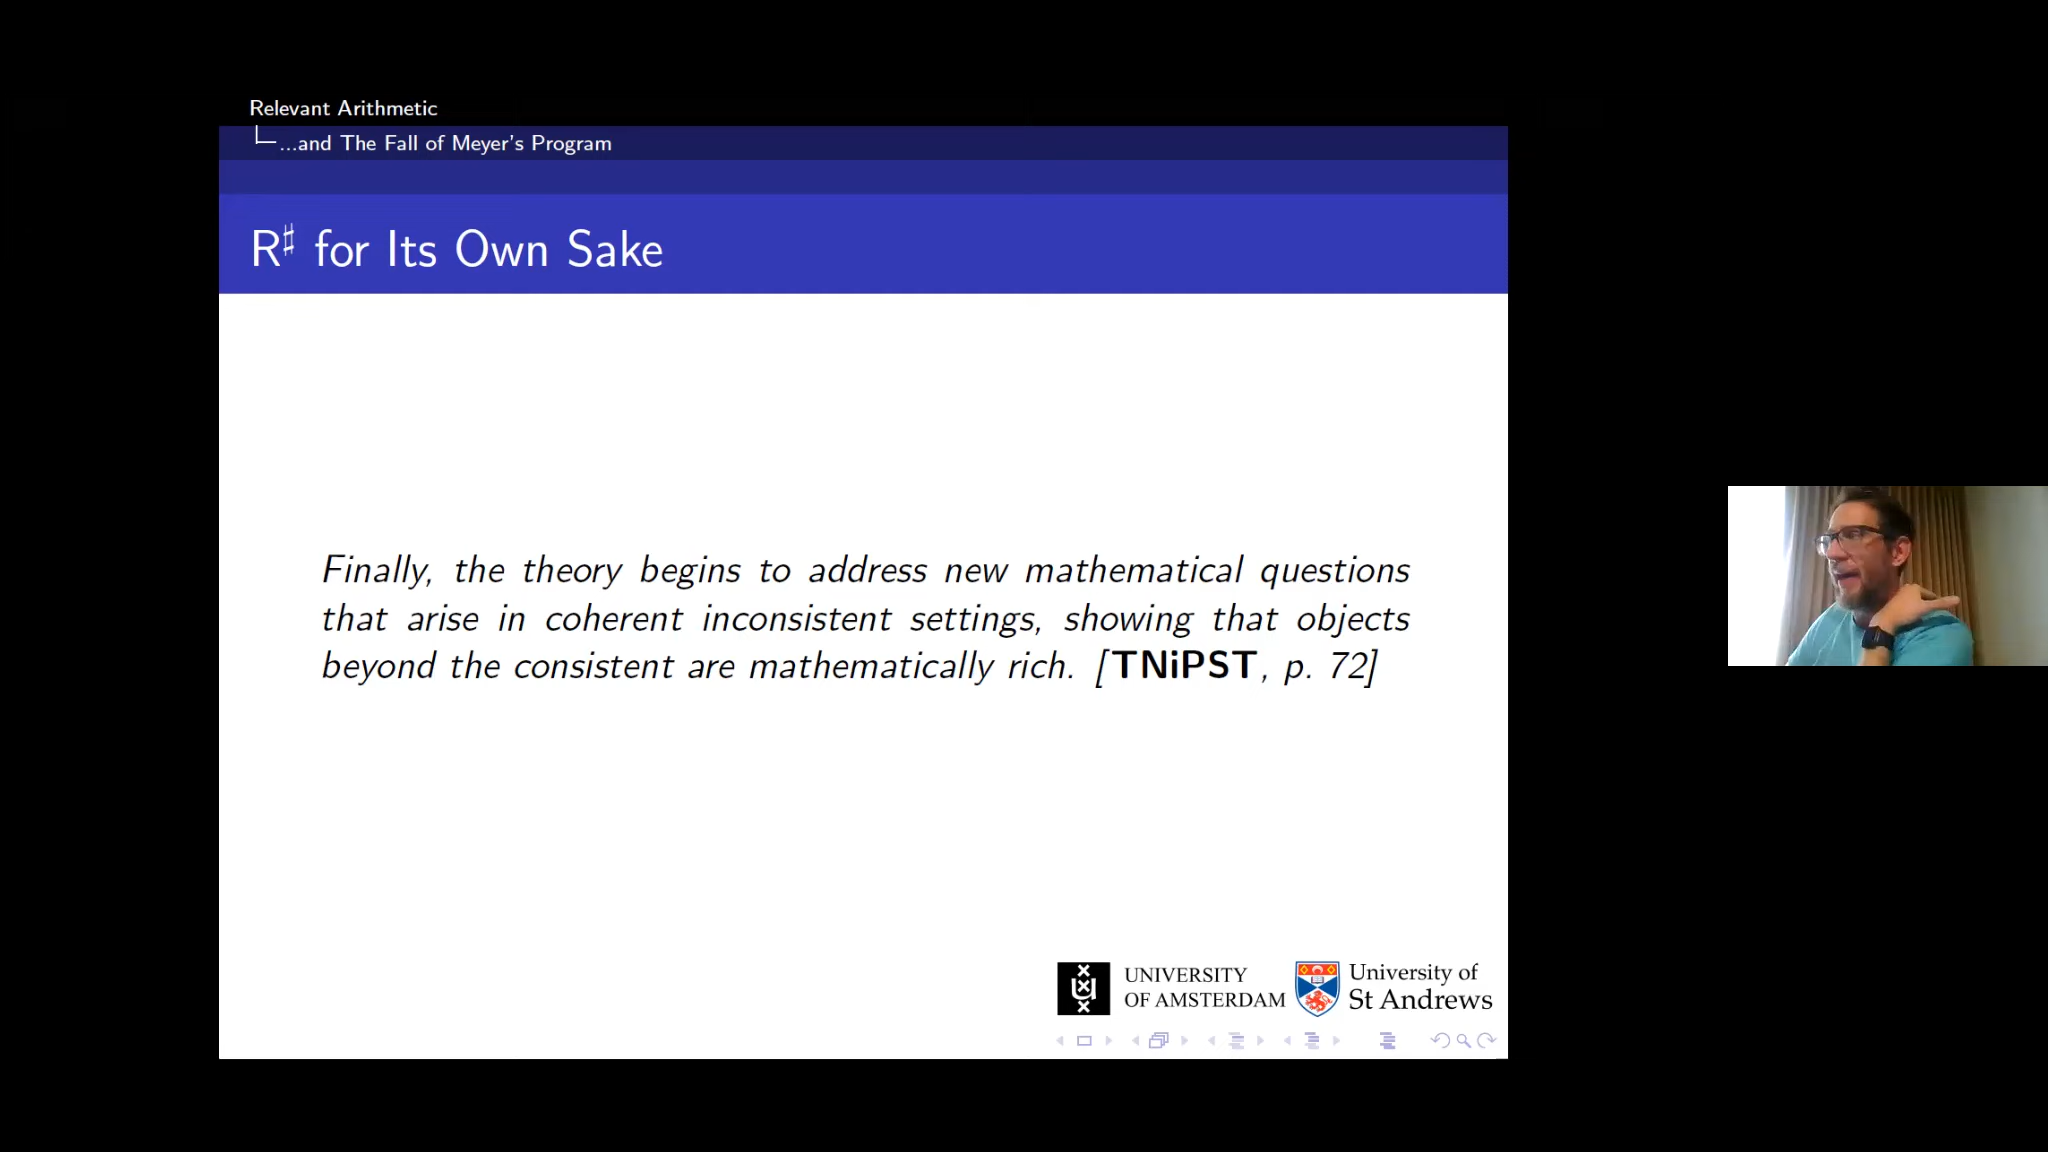 Relevant Arithmetic
...and The Fall of Meyer's Program
R♯ for Its Own Sake
Finally, the theory begins to address new mathematical questions
that arise in coherent inconsistent settings, showing that objects
beyond the consistent are mathematically rich. [TNiPST, p. 72]
UNIVERSITY
OF AMSTERDAM
University of
St Andrews